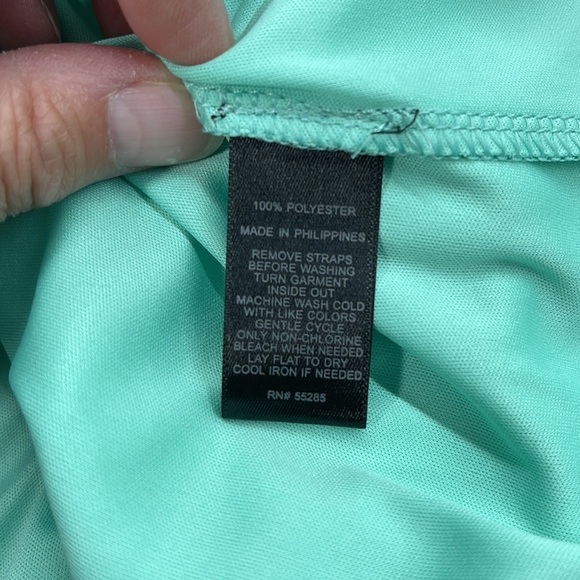 100% POLYESTER
MADE IN PHILIPPINES
REMOVE STRAPS
BEFORE WASHING
TURN GARMENT
INSIDE OUT
MACHINE WASH COLD
WITH LIKE COLORS
GENTLE CYCLE
ONLY NON-CHLORINE
BLEACH WHEN NEEDED
LAY FLAT TO DRY
COOL IRON IF NEEDED
RN# 55285